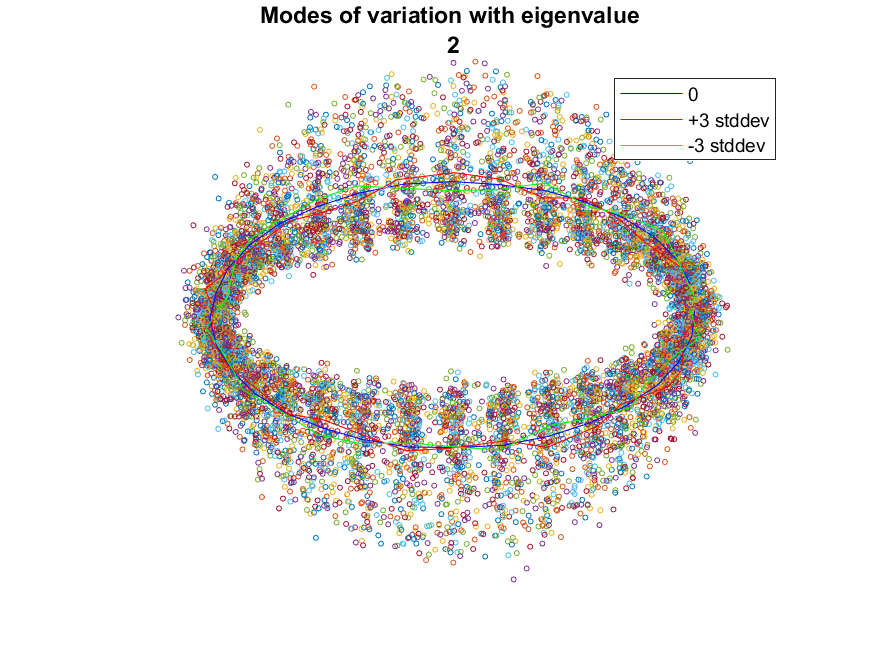 Modes of variation with eigenvalue
2
0
+3 stddev
-3 stddev